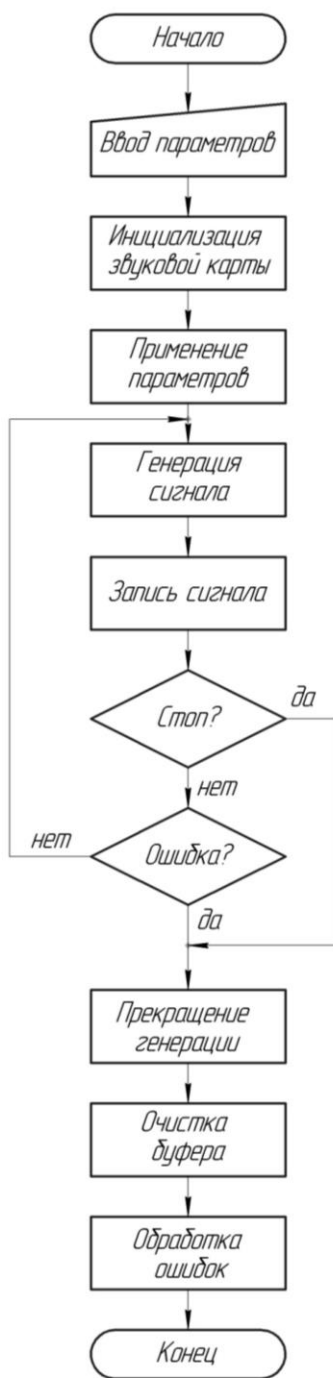 Начало
Ввод параметров
Инициализация
звуковой карты
Применение
параметров
Генерация
сигнала
Запись сигнала
Стоп?
да
нет
Ошибка?
нет
да
Прекращение
генерации
Очистка
буфера
Обработка
ошибок
Конец